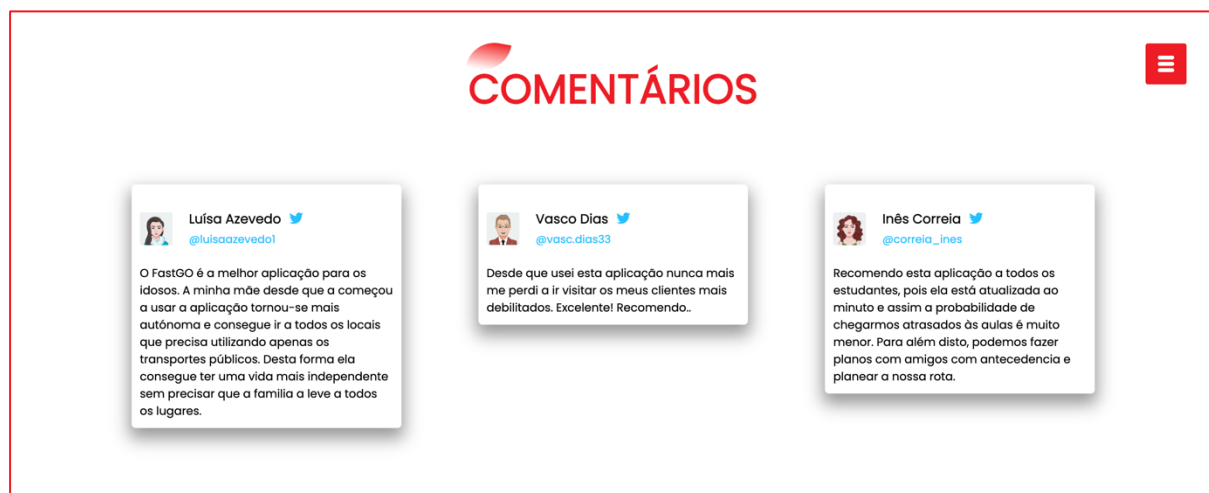 COMENTÁRIOS
Luísa Azevedo
@luisaazevedo1
O FastGO é a melhor aplicação para os
idosos. A minha mãe desde que a começou
a usar a aplicação tornou-se mais
autónoma e consegue ir a todos os locais
que precisa utilizando apenas os
transportes públicos. Desta forma ela
consegue ter uma vida mais independente
sem precisar que a familia a leve a todos
os lugares.
Vasco Dias
@vasc.dias33
Desde que usei esta aplicação nunca mais
me perdi a ir visitar os meus clientes mais
debilitados. Excelente! Recomendo..
Inês Correia
@correia_ines
Recomendo esta aplicação a todos os
estudantes, pois ela está atualizada ao
minuto e assim a probabilidade de
chegarmos atrasados às aulas é muito
menor. Para além disto, podemos fazer
planos com amigos com antecedencia e
planear a nossa rota.